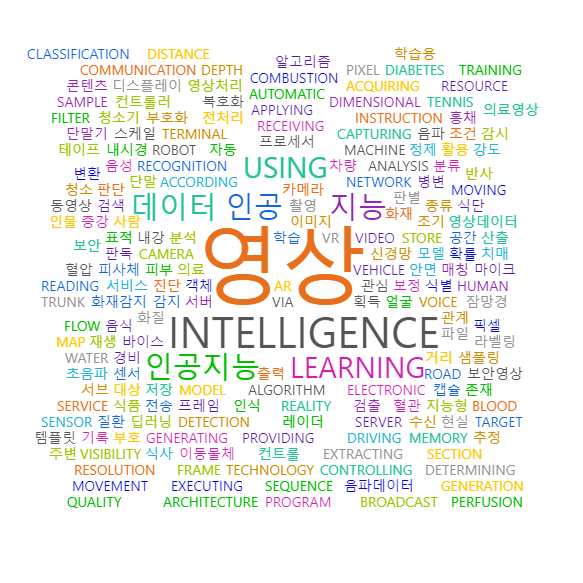 CLASSIFICATION DISTANCE 알고리즘 학습용
COMMUNICATION DEPTH COMBUSTION PIXEL DIABETES TRAINING
콘텐츠 디스플레이 영상처리 AUTOMATIC ACQUIRING RESOURCE
SAMPLE 컨트롤러 복호화 APPLYING DIMENSIONAL TENNIS 의료영상
FILTER 청소기 부호화 전처리 RECEIVING INSTRUCTION 홍채
단말기 스케일 TERMINAL 프로세서 CAPTURING 음파 조건 감시
테이프 내시경 ROBOT 자동 MACHINE 정제 활용 강도
변환 음성 RECOGNITION USING 차량 ANALYSIS 분류 반사
청소 판단 단말 ACCORDING 카메라 NETWORK 병변 MOVING
동영상 검색 데이터 인공 촬영 지능 판별 종류 식단
인물 증강 사람 이미지 화재 조기 영상데이터
보안 표적 내강 분석 영상 학습 VR VIDEO STORE 공간 산출
판독 CAMERA 신경망 모델 확률 치매
혈압 피사체 피부 의료 VEHICLE 안면 매칭 마이크
READING 서비스 진단 객체 AR 관심 보정 식별 HUMAN
TRUNK 화재감지 감지 서버 VIA 획득 얼굴 VOICE 잠망경
화질 INTELLIGENCE 관계
FLOW 음식 파일 픽셀
MAP 재생 바이스 라벨링
WATER 경비 인공지능 LEARNING 거리 샘플링
초음파 센서 출력 ROAD 보안영상
서브 대상 저장 MODEL ALGORITHM ELECTRONIC 캡슐 존재
SERVICE 식품 전송 프레임 인식 REALITY 검출 혈관 지능형 BLOOD
SENSOR 질환 딥러닝 DETECTION 레이더 SERVER 수신 현실 TARGET
템플릿 기록 부호 GENERATING PROVIDING DRIVING MEMORY 추정
주변 VISIBILITY 식사 이동물체 컨트롤 EXTRACTING SECTION
RESOLUTION FRAME TECHNOLOGY CONTROLLING DETERMINING
MOVEMENT EXECUTING SEQUENCE 음파데이터 GENERATION
QUALITY ARCHITECTURE PROGRAM BROADCAST PERFUSION